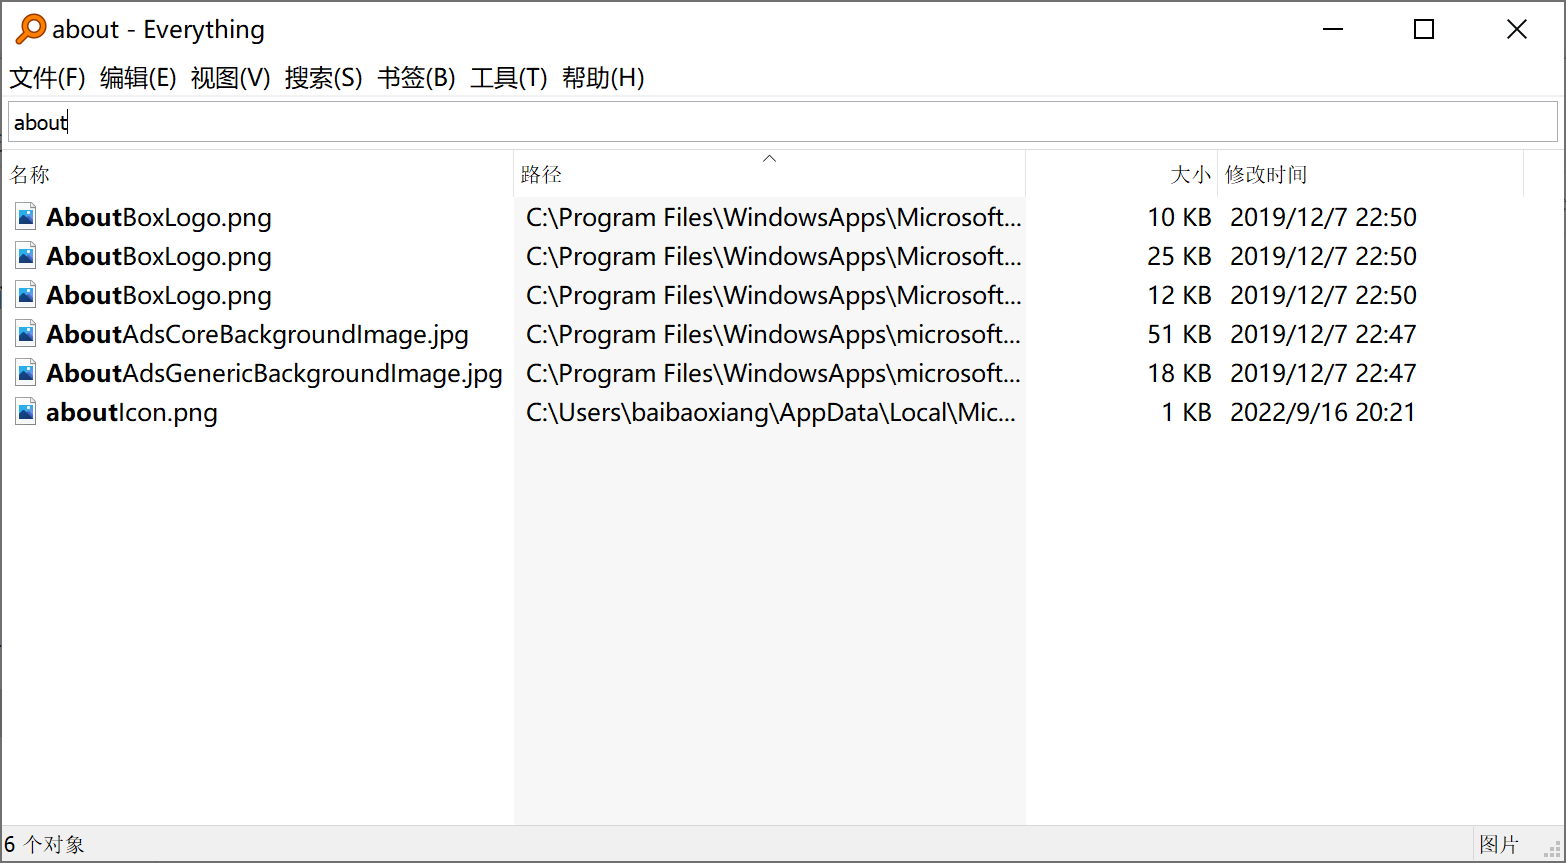 about - Everything
文件(F) 编辑(E) 视图(V) 搜索(S) 书签(B) 工具(T) 帮助(H)
about
名称 路径 大小 修改时间
AboutBoxLogo.png C:\Program Files\WindowsApps\Microsoft... 10 KB 2019/12/7 22:50
AboutBoxLogo.png C:\Program Files\WindowsApps\Microsoft... 25 KB 2019/12/7 22:50
AboutBoxLogo.png C:\Program Files\WindowsApps\Microsoft... 12 KB 2019/12/7 22:50
AboutAdsCoreBackgroundImage.jpg C:\Program Files\WindowsApps\microsoft... 51 KB 2019/12/7 22:47
AboutAdsGenericBackgroundImage.jpg C:\Program Files\WindowsApps\microsoft... 18 KB 2019/12/7 22:47
aboutIcon.png C:\Users\baibaoxiang\AppData\Local\Mic... 1 KB 2022/9/16 20:21
6 个对象 图片